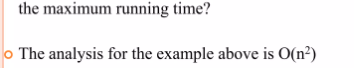 the maximum running time?
The analysis for the example above is O(n²)